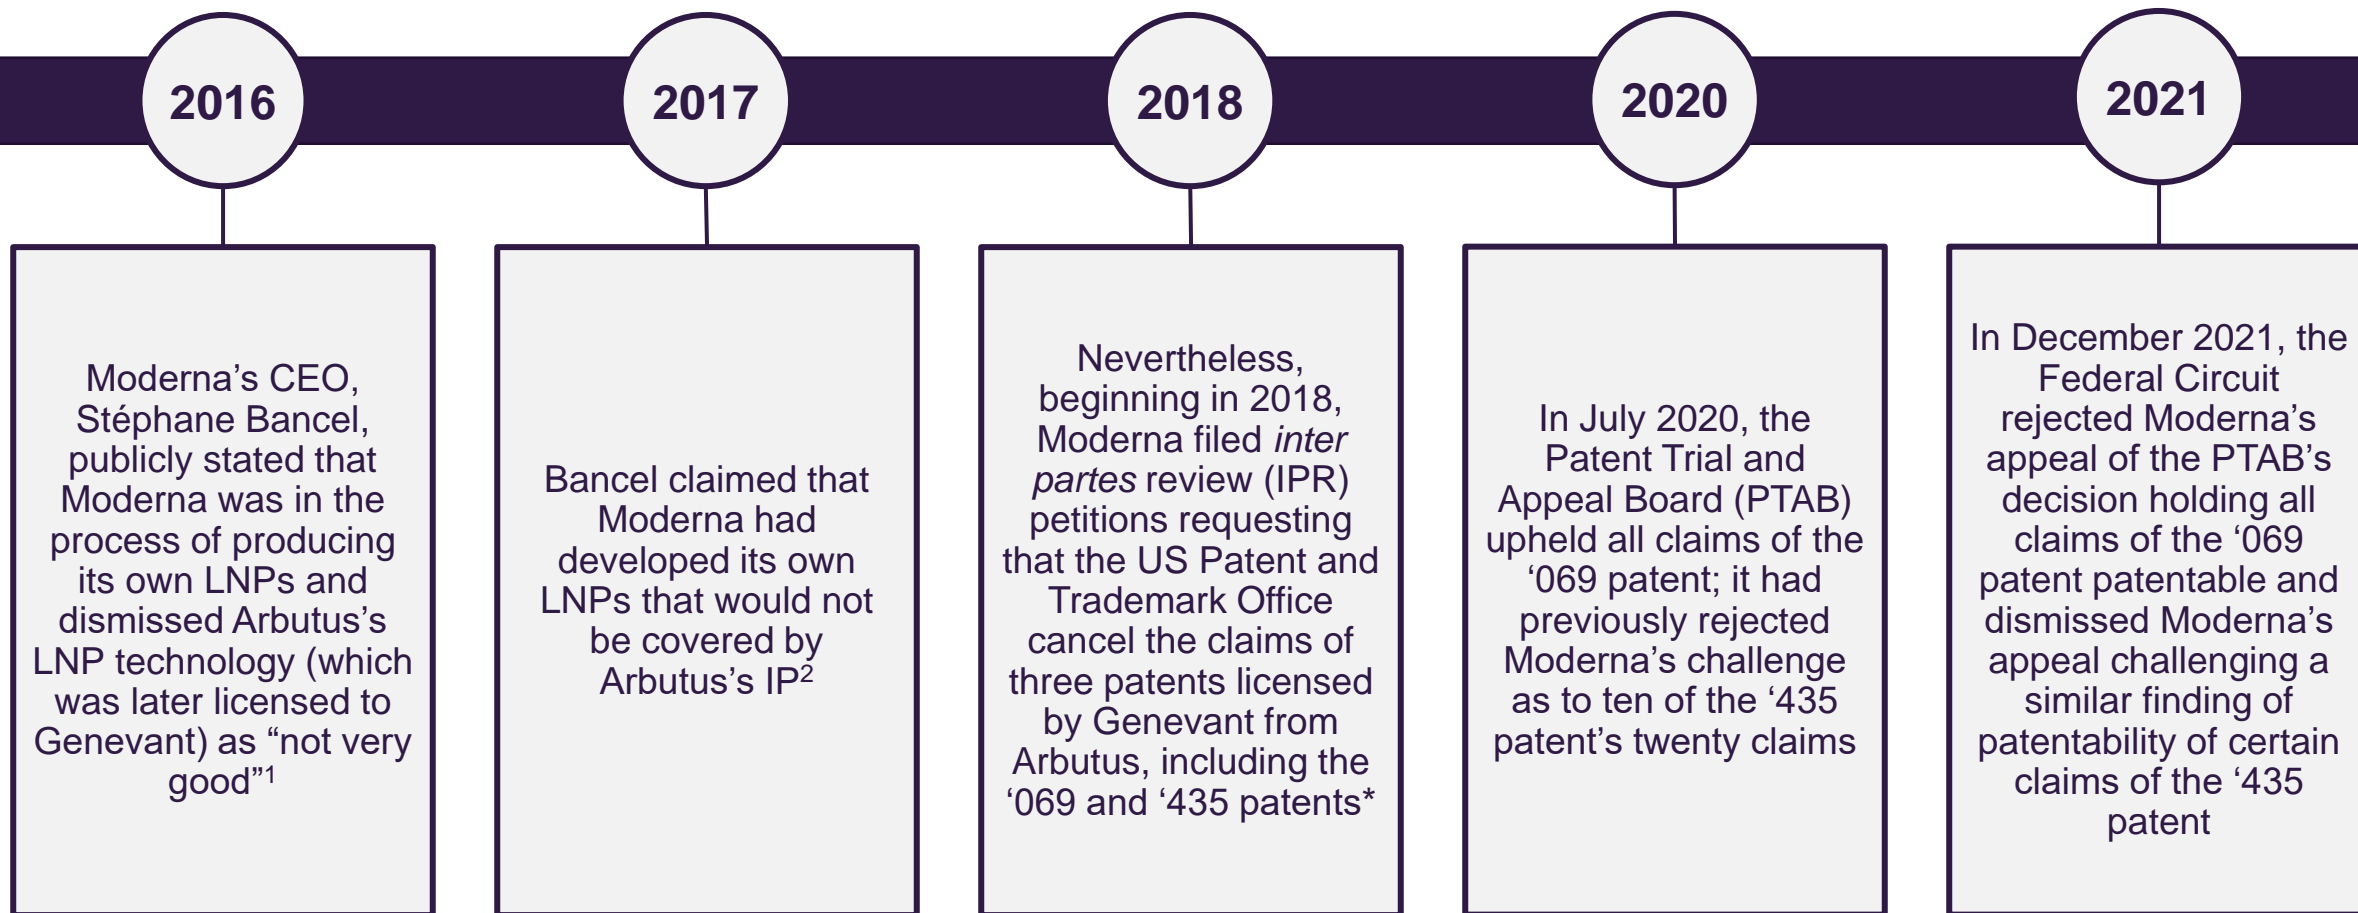 2016
2017
2018
2020
2021
Moderna’s CEO,
Stéphane Bancel,
publicly stated that
Moderna was in the
process of producing
its own LNPs and
dismissed Arbutus’s
LNP technology (which
was later licensed to
Genevant) as “not very
good”1
Bancel claimed that
Moderna had
developed its own
LNPs that would not
be covered by
Arbutus’s IP2
Nevertheless,
beginning in 2018,
Moderna filed inter
partes review (IPR)
petitions requesting
that the US Patent and
Trademark Office
cancel the claims of
three patents licensed
by Genevant from
Arbutus, including the
‘069 and ‘435 patents*
In July 2020, the
Patent Trial and
Appeal Board (PTAB)
upheld all claims of the
‘069 patent; it had
previously rejected
Moderna’s challenge
as to ten of the ‘435
patent’s twenty claims
In December 2021, the
Federal Circuit
rejected Moderna’s
appeal of the PTAB’s
decision holding all
claims of the ‘069
patent patentable and
dismissed Moderna’s
appeal challenging a
similar finding of
patentability of certain
claims of the ‘435
patent